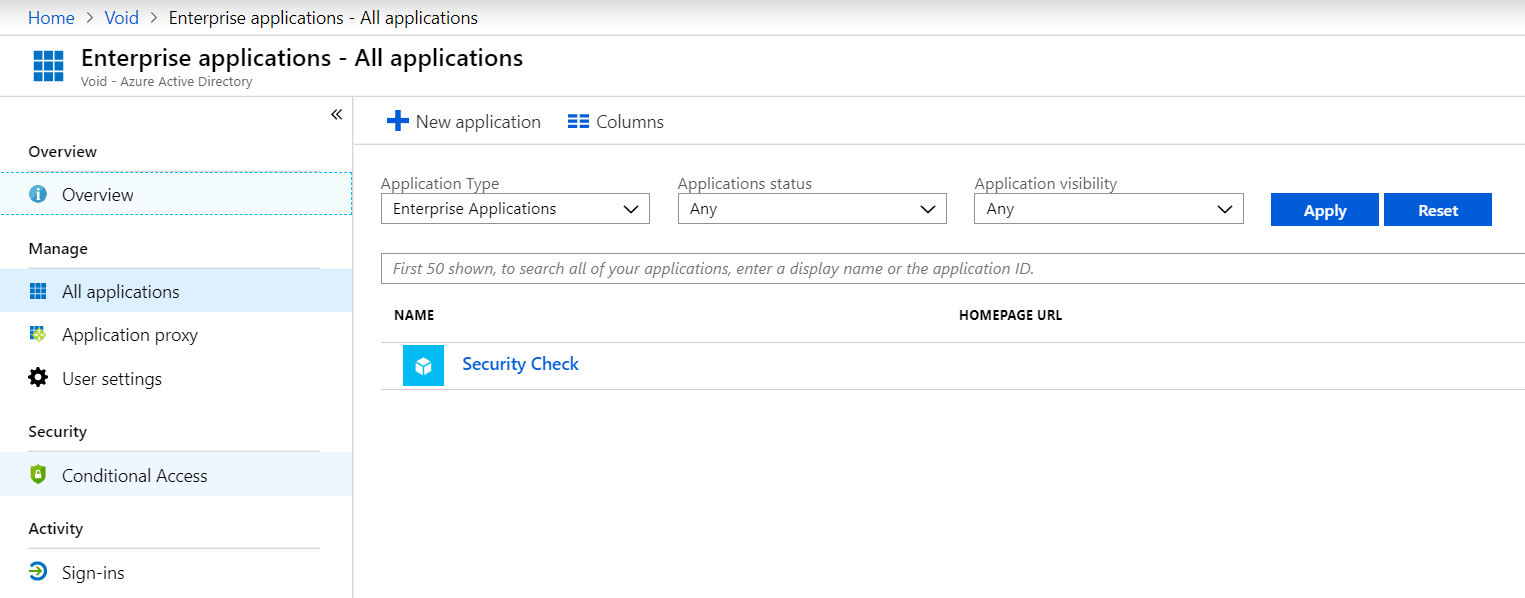 Home > Void > Enterprise applications - All applications
Enterprise applications - All applications
Void - Azure Active Directory
«
Overview
Overview
Manage
All applications
Application proxy
User settings
Security
Conditional Access
Activity
Sign-ins
New application Columns
Application Type Applications status Application visibility
Enterprise Applications Any Any Apply Reset
First 50 shown, to search all of your applications, enter a display name or the application ID.
NAME HOMEPAGE URL
Security Check